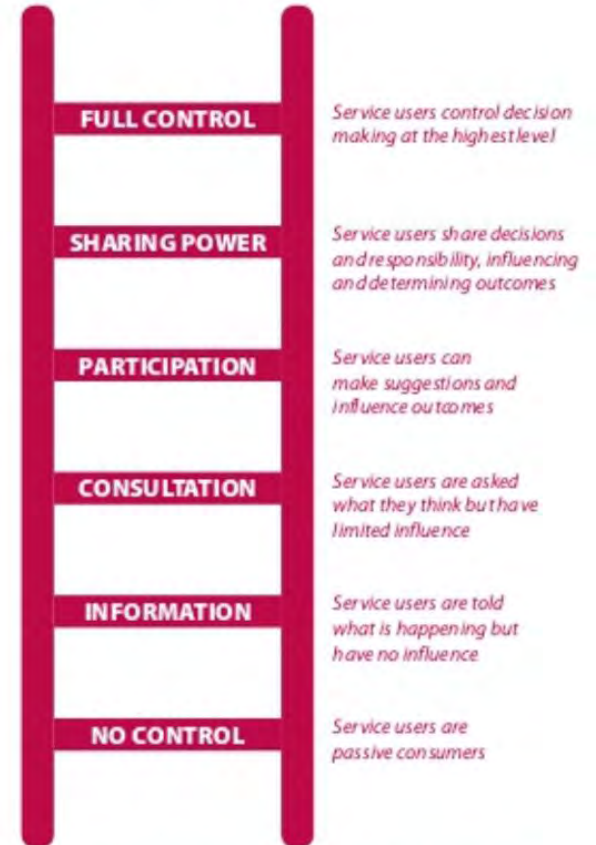 FULL CONTROL
Service users control decision
making at the highest level
SHARING POWER
Service users share decisions
and responsibility, influencing
and determining outcomes
PARTICIPATION
Service users can
make suggestions and
influence outcomes
CONSULTATION
Service users are asked
what they think but have
limited influence
INFORMATION
Service users are told
what is happening but
have no influence
NO CONTROL
Service users are
passive consumers